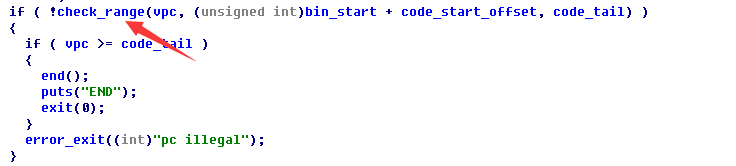 if ( !check_range(vpc, (unsigned int)bin_start + code_start_offset, code_tail) )
{
  if ( vpc >= code_tail )
  {
    end();
    puts("END");
    exit(0);
  }
  error_exit((int)"pc illegal");
}